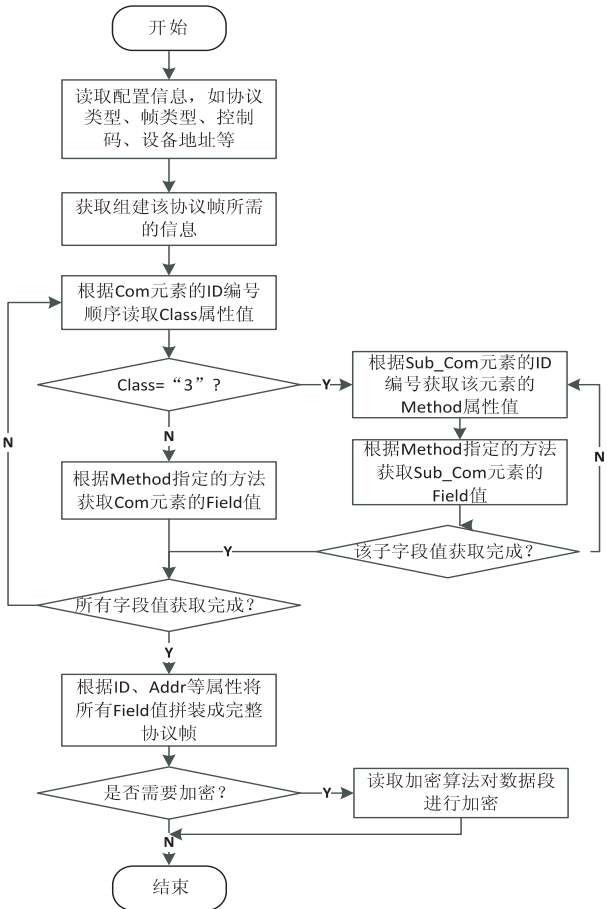 开始
读取配置信息，如协议
类型、帧类型、控制
码、设备地址等
获取组建该协议帧所需
的信息
根据Com元素的ID编号
顺序读取Class属性值
Class=“3”?
Y
根据Sub_Com元素的ID
编号获取该元素的
Method属性值
N
N
N
根据Method指定的方法
获取Com元素的Field值
根据Method指定的方法
获取Sub_Com元素的
Field值
Y
该子字段值获取完成?
所有字段值获取完成?
Y
根据ID、Addr等属性将
所有Field值拼装成完整
协议帧
是否需要加密?
Y
读取加密算法对数据段
进行加密
N
结束